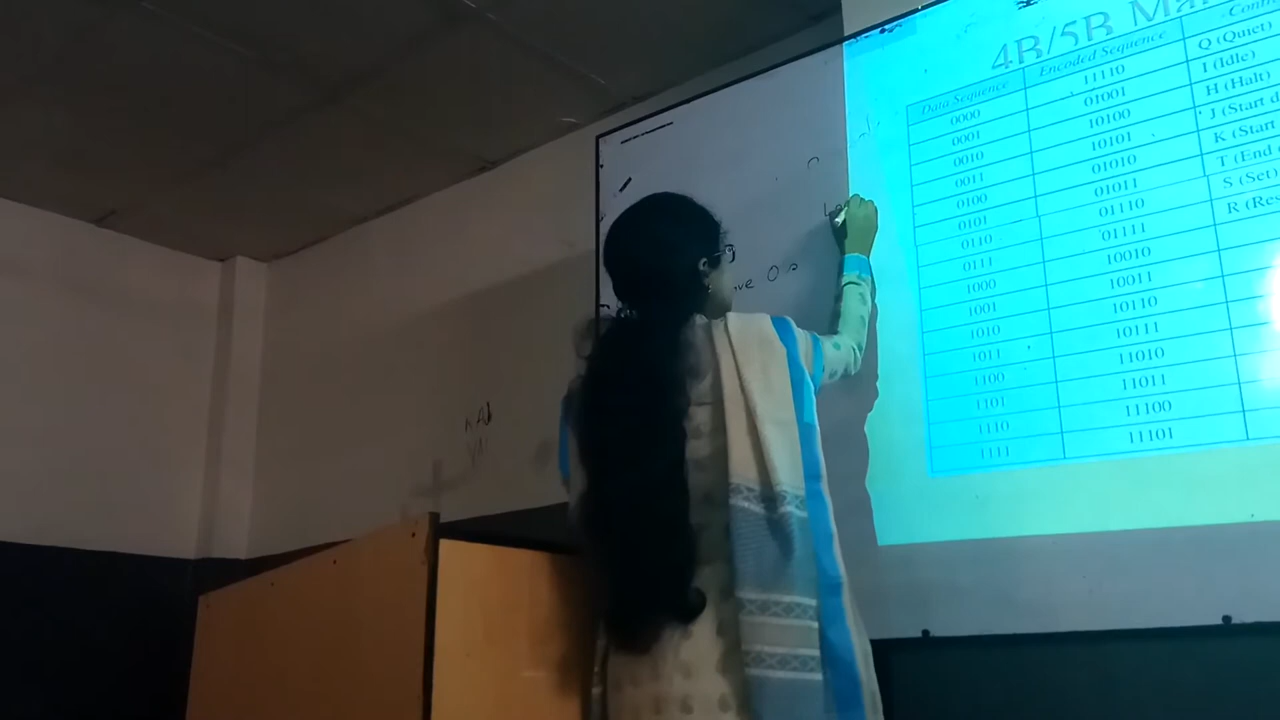 4B/5B Ma
Data Sequence Encoded Sequence
0000 11110 Q (Quiet)
0001 01001 I (Idle)
0010 10100 H (Halt)
0011 10101 J (Start d
0100 01010 K (Start
0101 01011 T (End
0110 01110 S (Set)
0111 01111 R (Res
1000 10010
1001 10011
1010 10110
1011 10111
1100 11010
1101 11011
1110 11100
1111 11101